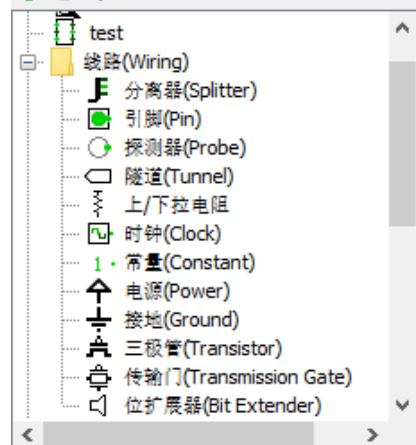 test
线路(Wiring)
分离器(Splitter)
引脚(Pin)
探测器(Probe)
隧道(Tunnel)
上/下拉电阻
时钟(Clock)
1 常量(Constant)
电源(Power)
接地(Ground)
三极管(Transistor)
传输门(Transmission Gate)
位扩展器(Bit Extender)